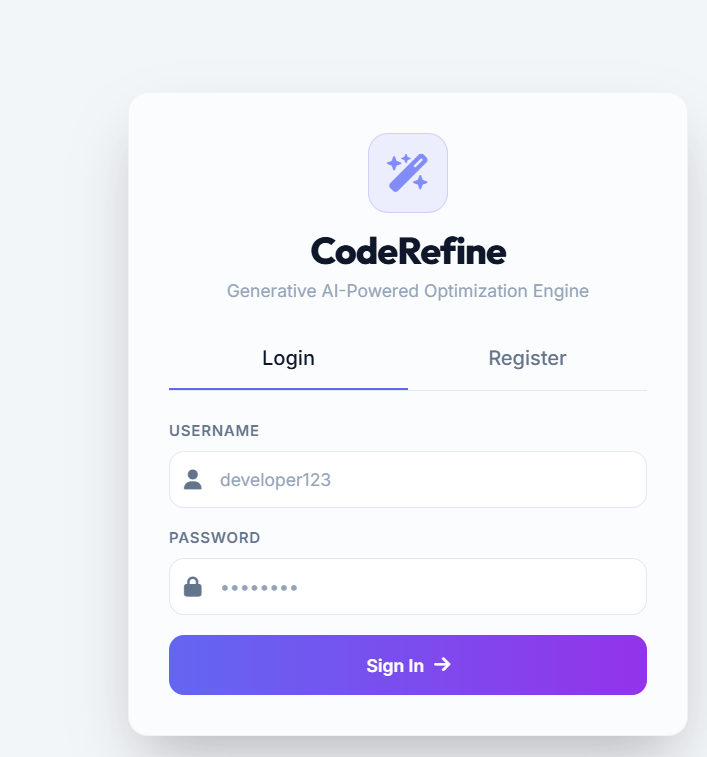 CodeRefine
Generative AI-Powered Optimization Engine
Login Register
USERNAME
developer123
PASSWORD
••••••••
Sign In →